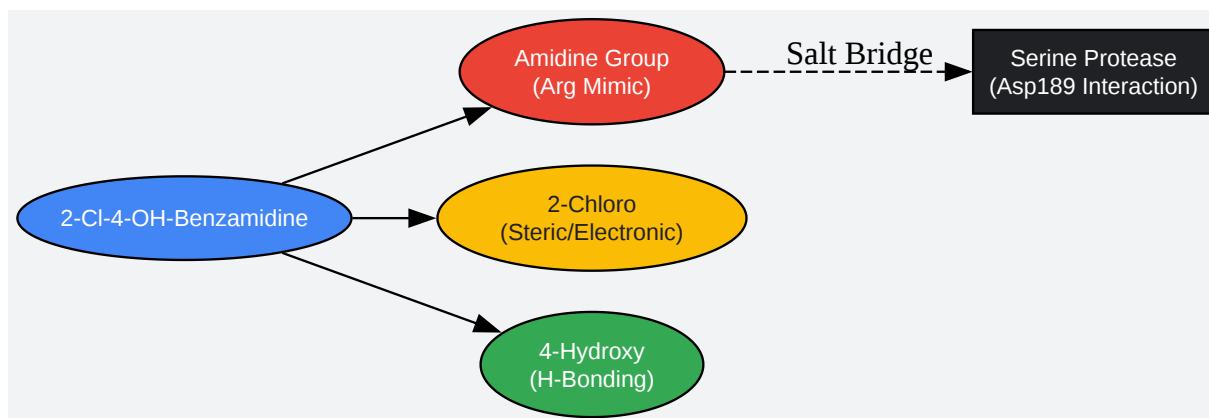 Amidine Group
(Arg Mimic)
Salt Bridge
Serine Protease
(Asp189 Interaction)
2-Cl-4-OH-Benzamidine
2-Chloro
(Steric/Electronic)
4-Hydroxy
(H-Bonding)